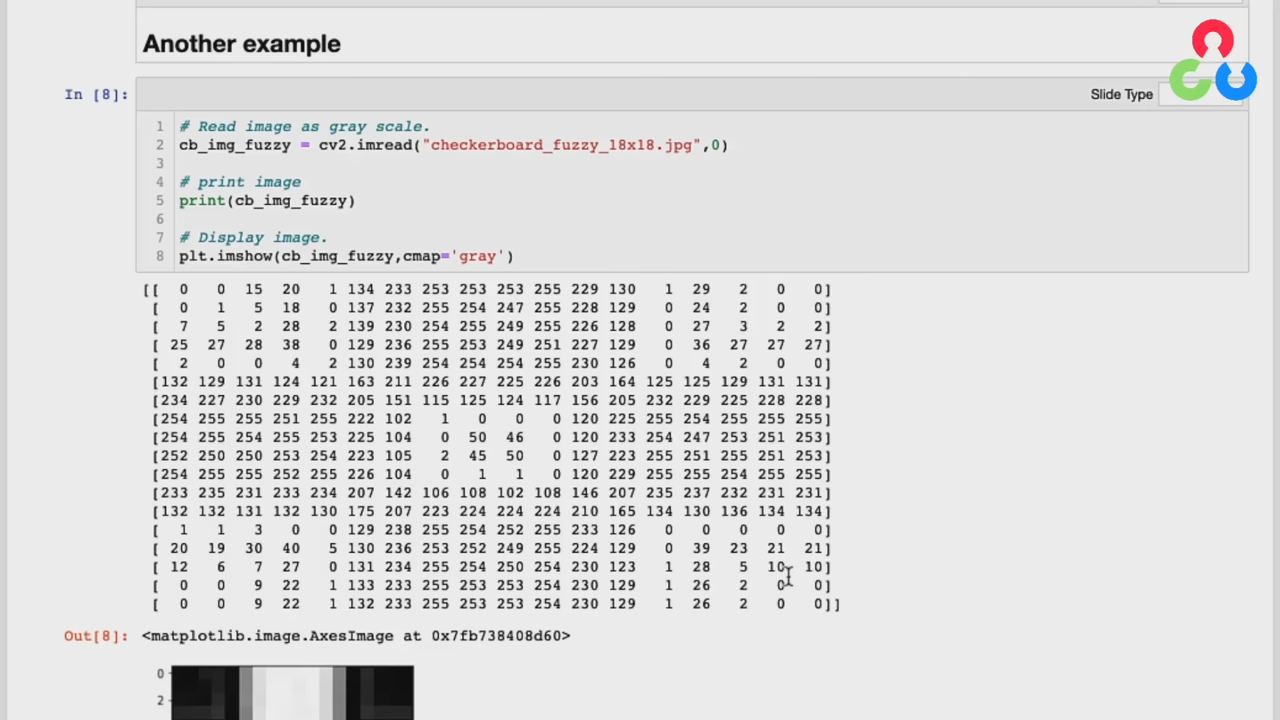 Another example
In [8]:
Slide Type
1 # Read image as gray scale.
2 cb_img_fuzzy = cv2.imread("checkerboard_fuzzy_18x18.jpg",0)
3
4 # print image
5 print(cb_img_fuzzy)
6
7 # Display image.
8 plt.imshow(cb_img_fuzzy,cmap='gray')
[[ 0 0 15 20 1 134 233 253 253 253 255 229 130 1 29 2 0 0]
[ 0 1 5 18 0 137 232 255 254 247 255 228 129 0 24 2 0 0]
[ 7 5 2 28 2 139 230 254 255 249 255 226 128 0 27 3 2 2]
[ 25 27 28 38 0 129 236 255 253 249 251 227 129 0 36 27 27 27]
[ 2 0 0 4 2 130 239 254 254 254 255 230 126 0 4 2 0 0]
[132 129 131 124 121 163 211 226 227 225 226 203 164 125 125 129 131 131]
[234 227 230 229 232 205 151 115 125 124 117 156 205 232 229 225 228 228]
[254 255 255 251 255 222 102 1 0 0 0 120 225 255 254 255 255 255]
[254 255 254 255 253 225 104 0 50 46 0 120 233 254 247 253 251 253]
[252 250 250 253 254 223 105 2 45 50 0 127 223 255 251 255 251 253]
[254 255 255 252 255 226 104 0 1 1 0 120 229 255 255 254 255 255]
[233 235 231 233 234 207 142 106 108 102 108 146 207 235 237 232 231 231]
[132 132 131 132 130 175 207 223 224 224 224 210 165 134 130 136 134 134]
[ 1 1 3 0 0 129 238 255 254 252 255 233 126 0 0 0 0 0]
[ 20 19 30 40 5 130 236 253 252 249 255 224 129 0 39 23 21 21]
[ 12 6 7 27 0 131 234 255 254 250 254 230 123 1 28 5 10 10]
[ 0 0 9 22 1 133 233 255 253 253 254 230 129 1 26 2 0 0]
[ 0 0 9 22 1 132 233 255 253 253 254 230 129 1 26 2 0 0]]
Out[8]: <matplotlib.image.AxesImage at 0x7fb738408d60>
0
2